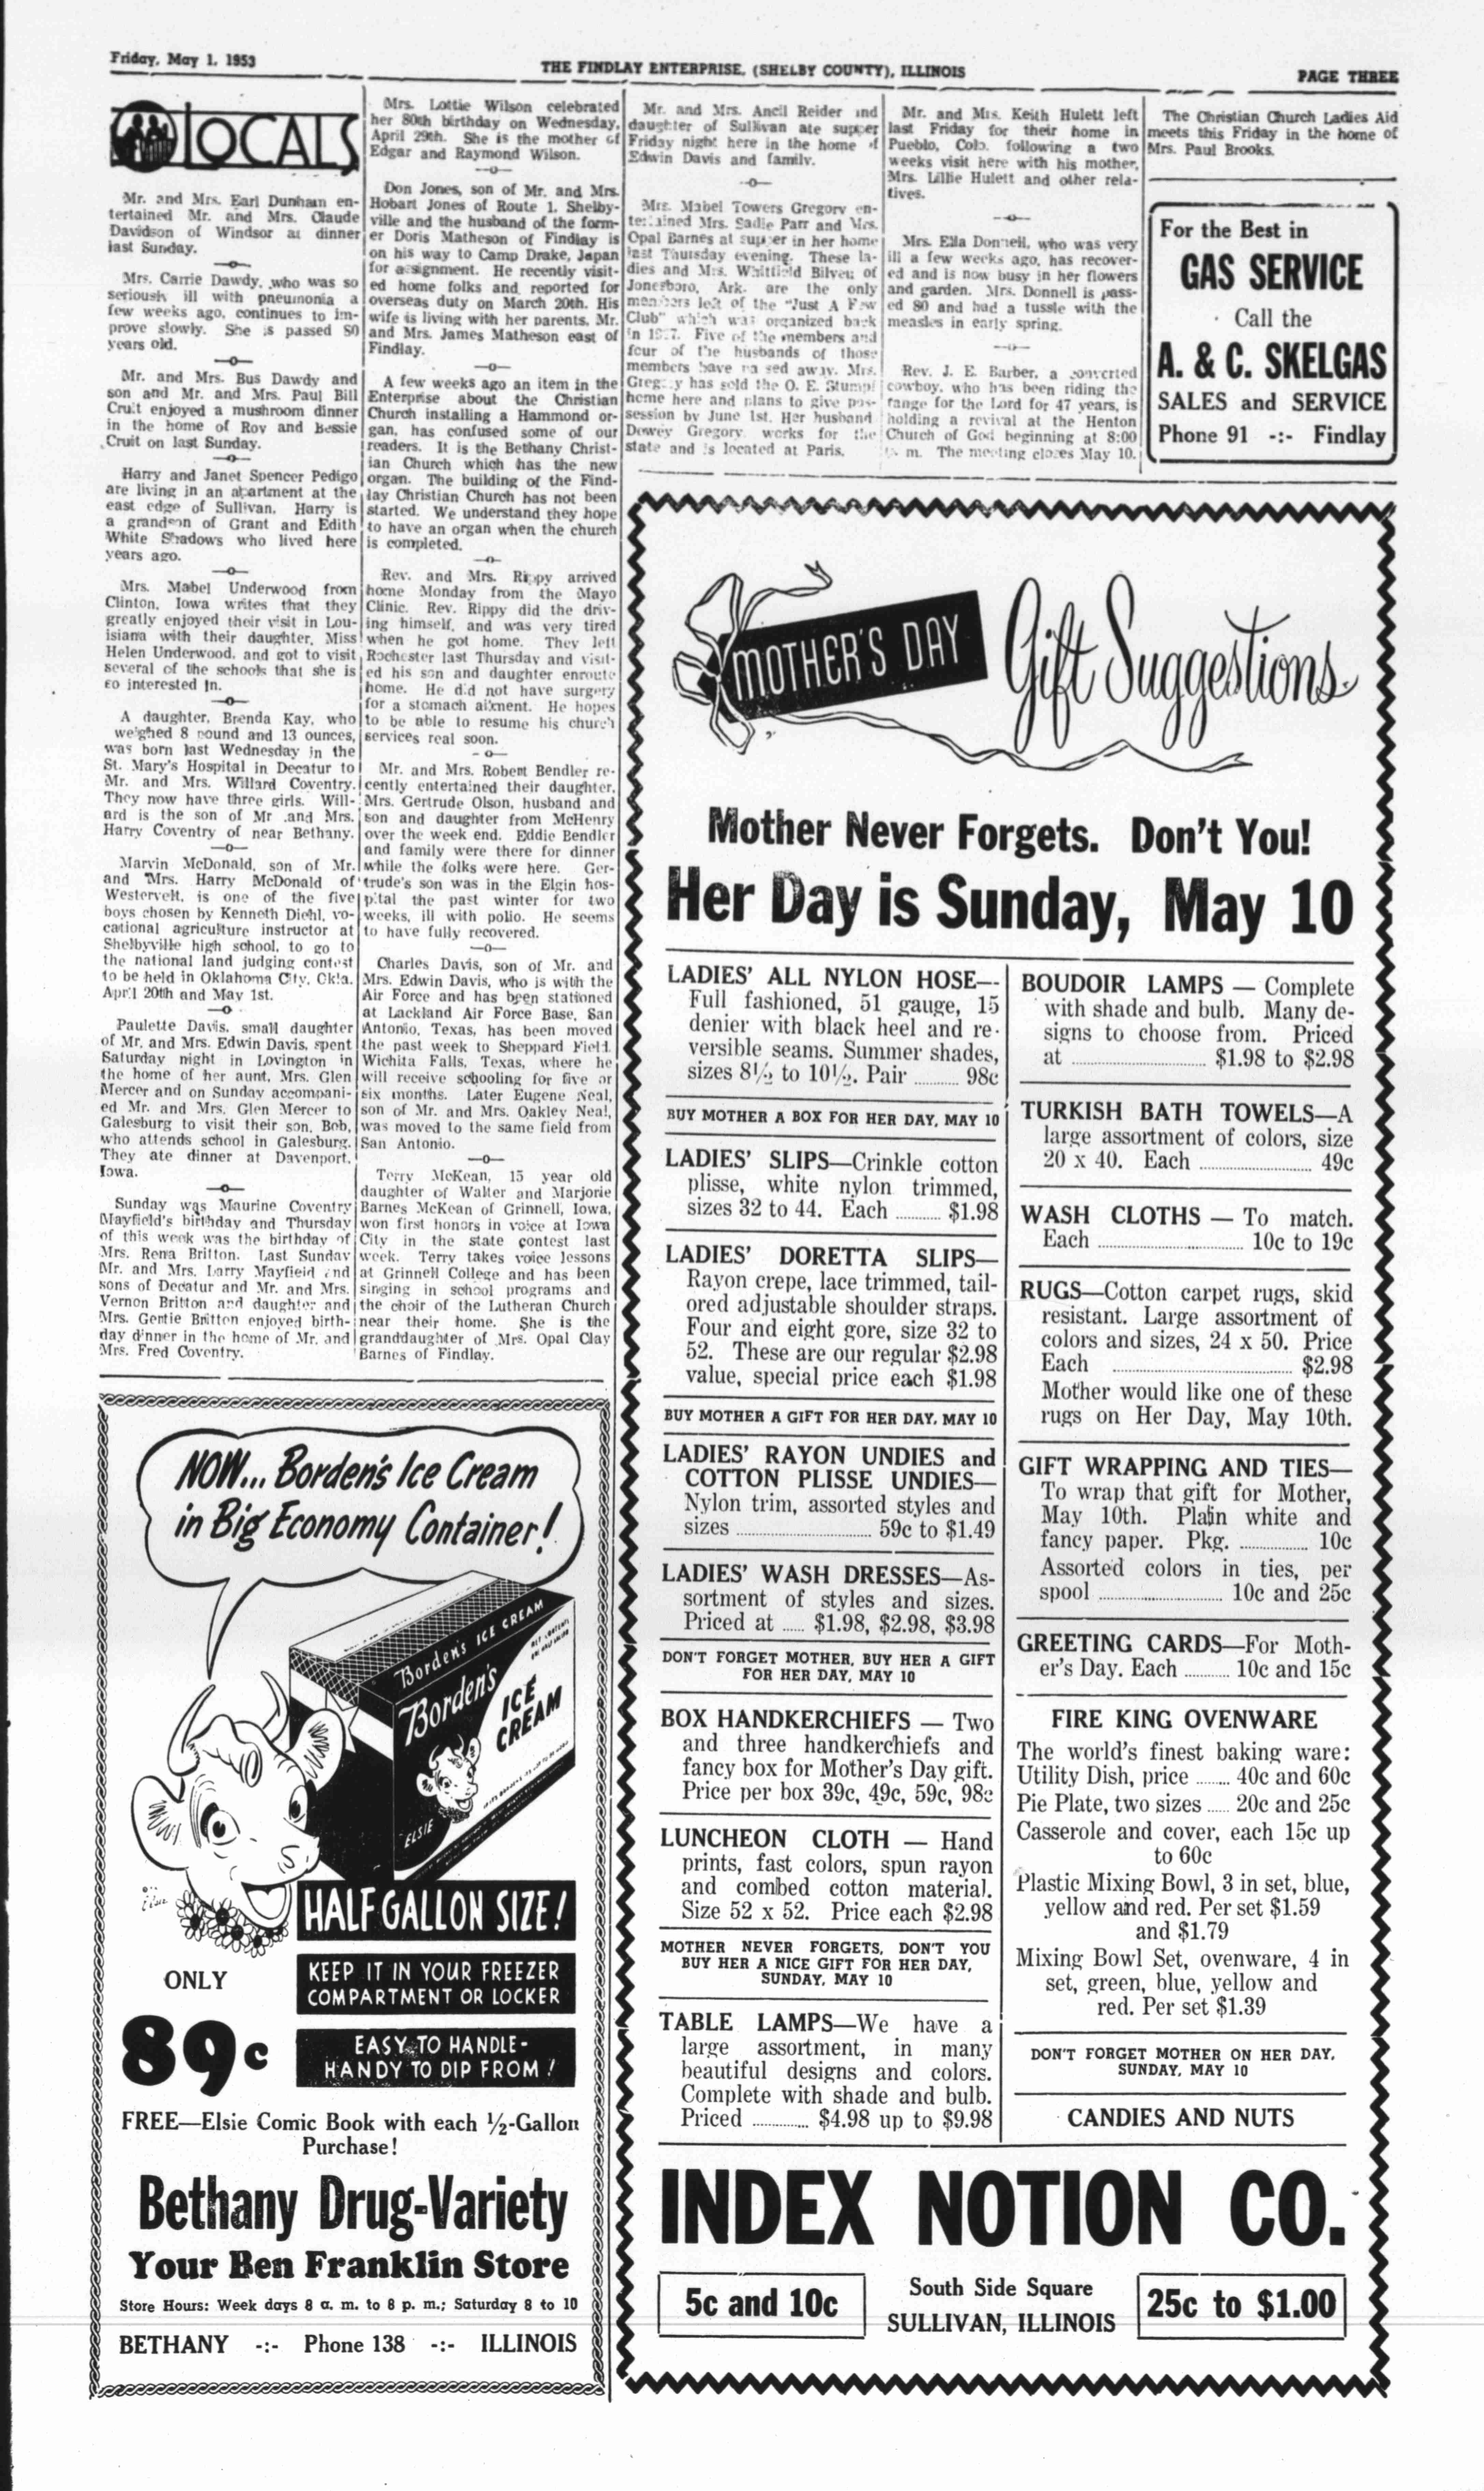 Friday, May 1, 1953
THE FINDLAY ENTERPRISE, (SHELBY COUNTY), ILLINOIS
PAGE THREE
LOCALS
Mr. and Mrs. Earl Dunham en-
tertained Mr. and Mrs. Claude
Davidson of Windsor at dinner
last Sunday.
—o—
Mrs. Carrie Dawdy, who was so
seriously ill with pneumonia a
few weeks ago, continues to im-
prove slowly. She is passed 80
years old.
—o—
Mr. and Mrs. Bus Dawdy and
son and Mr. and Mrs. Paul Bill
Cruit enjoyed a mushroom dinner
in the home of Roy and Bessie
Cruit on last Sunday.
—o—
Harry and Janet Spencer Pedigo
are living in an apartment at the
east edge of Sullivan. Harry is
a grandson of Grant and Edith
White Shadows who lived here
years ago.
—o—
Mrs. Mabel Underwood from
Clinton, Iowa writes that they
greatly enjoyed their visit in Lou-
isiana with their daughter, Miss
Helen Underwood, and got to visit
several of the schools that she is
so interested in.
—o—
A daughter, Brenda Kay, who
weighed 8 pound and 13 ounces,
was born last Wednesday in the
St. Mary's Hospital in Decatur to
Mr. and Mrs. Willard Coventry.
They now have three girls. Will-
ard is the son of Mr .and Mrs.
Harry Coventry of near Bethany.
—o—
Marvin McDonald, son of Mr.
and Mrs. Harry McDonald of
Westervelt, is one of the five
boys chosen by Kenneth Diehl, vo-
cational agriculture instructor at
Shelbyville high school, to go to
the national land judging contest
to be held in Oklahoma City, Okla.
April 20th and May 1st.
—o
Paulette Davis, small daughter
of Mr. and Mrs. Edwin Davis, spent
Saturday night in Lovington in
the home of her aunt, Mrs. Glen
Mercer and on Sunday accompani-
ed Mr. and Mrs. Glen Mercer to
Galesburg to visit their son, Bob,
who attends school in Galesburg.
They ate dinner at Davenport,
Iowa.
—o—
Sunday was Maurine Coventry
Mayfield's birthday and Thursday
of this week was the birthday of
Mrs. Rena Britton. Last Sunday
Mr. and Mrs. Larry Mayfield and
sons of Decatur and Mr. and Mrs.
Vernon Britton and daughter and
Mrs. Gertie Britton enjoyed birth-
day dinner in the home of Mr. and
Mrs. Fred Coventry.
Mrs. Lottie Wilson celebrated
her 80th birthday on Wednesday,
April 29th. She is the mother of
Edgar and Raymond Wilson.
—o—
Don Jones, son of Mr. and Mrs.
Hobart Jones of Route 1, Shelby-
ville and the husband of the form-
er Doris Matheson of Findlay is
on his way to Camp Drake, Japan
for assignment. He recently visit-
ed home folks and reported for
overseas duty on March 20th. His
wife is living with her parents, Mr.
and Mrs. James Matheson east of
Findlay.
—o—
A few weeks ago an item in the
Enterprise about the Christian
Church installing a Hammond or-
gan, has confused some of our
readers. It is the Bethany Christ-
ian Church which has the new
organ. The building of the Find-
lay Christian Church has not been
started. We understand they hope
to have an organ when the church
is completed.
—o—
Rev. and Mrs. Rippy arrived
home Monday from the Mayo
Clinic. Rev. Rippy did the driv-
ing himself, and was very tired
when he got home. They left
Rochester last Thursday and visit-
ed his son and daughter enroute
home. He did not have surgery
for a stomach ailment. He hopes
to be able to resume his church
services real soon.
- o—
Mr. and Mrs. Robert Bendler re-
cently entertained their daughter,
Mrs. Gertrude Olson, husband and
son and daughter from McHenry
over the week end. Eddie Bendler
and family were there for dinner
while the folks were here. Ger-
trude's son was in the Elgin hos-
pital the past winter for two
weeks, ill with polio. He seems
to have fully recovered.
—o—
Charles Davis, son of Mr. and
Mrs. Edwin Davis, who is with the
Air Force and has been stationed
at Lackland Air Force Base, San
Antonio, Texas, has been moved
the past week to Sheppard Field,
Wichita Falls, Texas, where he
will receive schooling for five or
six months. Later Eugene Neal,
son of Mr. and Mrs. Oakley Neal,
was moved to the same field from
San Antonio.
—o—
Terry McKean, 15 year old
daughter of Walter and Marjorie
Barnes McKean of Grinnell, Iowa,
won first honors in voice at Iowa
City in the state contest last
week. Terry takes voice lessons
at Grinnell College and has been
singing in school programs and
the choir of the Lutheran Church
near their home. She is the
granddaughter of Mrs. Opal Clay
Barnes of Findlay.
Mr. and Mrs. Ancil Reider and
daughter of Sullivan ate supper
Friday night here in the home of
Edwin Davis and family.
—o—
Mrs. Mabel Towers Gregory en-
tertained Mrs. Sadie Parr and Mrs.
Opal Barnes at supper in her home
last Thursday evening. These la-
dies and Mrs. Whitfield Bilyeu of
Jonesboro, Ark. are the only
members left of the "Just A Few
Club" which was organized back
in Five of the members and
four of the husbands of those
members have passed away. Mrs.
Gregory has sold the O. E. Stumpf
home here and plans to give pos-
session by June 1st. Her husband
Dewey Gregory works for the
state and is located at Paris.
Mr. and Mrs. Keith Hulett left
last Friday for their home in
Pueblo, Colo. following a two
weeks visit here with his mother,
Mrs. Lillie Hulett and other rela-
tives.
—o—
Mrs. Ella Donnell, who was very
ill a few weeks ago, has recover-
ed and is now busy in her flowers
and garden. Mrs. Donnell is pass-
ed 80 and had a tussle with the
measles in early spring.
—o—
Rev. J. E. Barber, a converted
cowboy, who has been riding the
range for the Lord for 47 years, is
holding a revival at the Henton
Church of God beginning at 8:00
p. m. The meeting closes May 10.
The Christian Church Ladies Aid
meets this Friday in the home of
Mrs. Paul Brooks.
For the Best in
GAS SERVICE
Call the
A. & C. SKELGAS
SALES and SERVICE
Phone 91 -:- Findlay
NOW... Borden's Ice Cream
in Big Economy Container!
Borden's ICE CREAM
Borden's
ICE
CREAM
ELSIE
HALF GALLON SIZE!
ONLY
89c
KEEP IT IN YOUR FREEZER
COMPARTMENT OR LOCKER
EASY TO HANDLE-
HANDY TO DIP FROM!
FREE—Elsie Comic Book with each ½-Gallon
Purchase!
Bethany Drug-Variety
Your Ben Franklin Store
Store Hours: Week days 8 a. m. to 8 p. m.; Saturday 8 to 10
BETHANY -:- Phone 138 -:- ILLINOIS
MOTHER'S DAY
Gift Suggestions
Mother Never Forgets. Don't You!
Her Day is Sunday, May 10
LADIES' ALL NYLON HOSE—
Full fashioned, 51 gauge, 15
denier with black heel and re-
versible seams. Summer shades,
sizes 8½ to 10½. Pair ........... 98c
BUY MOTHER A BOX FOR HER DAY, MAY 10
LADIES' SLIPS—Crinkle cotton
plisse, white nylon trimmed,
sizes 32 to 44. Each ........... $1.98
LADIES' DORETTA SLIPS—
Rayon crepe, lace trimmed, tail-
ored adjustable shoulder straps.
Four and eight gore, size 32 to
52. These are our regular $2.98
value, special price each $1.98
BUY MOTHER A GIFT FOR HER DAY, MAY 10
LADIES' RAYON UNDIES and
COTTON PLISSE UNDIES—
Nylon trim, assorted styles and
sizes ................................ 59c to $1.49
LADIES' WASH DRESSES—As-
sortment of styles and sizes.
Priced at ..... $1.98, $2.98, $3.98
DON'T FORGET MOTHER, BUY HER A GIFT
FOR HER DAY, MAY 10
BOX HANDKERCHIEFS — Two
and three handkerchiefs and
fancy box for Mother's Day gift.
Price per box 39c, 49c, 59c, 98c
LUNCHEON CLOTH — Hand
prints, fast colors, spun rayon
and combed cotton material.
Size 52 x 52. Price each $2.98
MOTHER NEVER FORGETS, DON'T YOU
BUY HER A NICE GIFT FOR HER DAY,
SUNDAY, MAY 10
TABLE LAMPS—We have a
large assortment, in many
beautiful designs and colors.
Complete with shade and bulb.
Priced ............. $4.98 up to $9.98
BOUDOIR LAMPS — Complete
with shade and bulb. Many de-
signs to choose from. Priced
at ................................ $1.98 to $2.98
TURKISH BATH TOWELS—A
large assortment of colors, size
20 x 40. Each .......................... 49c
WASH CLOTHS — To match.
Each ................................... 10c to 19c
RUGS—Cotton carpet rugs, skid
resistant. Large assortment of
colors and sizes, 24 x 50. Price
Each ........................................... $2.98
Mother would like one of these
rugs on Her Day, May 10th.
GIFT WRAPPING AND TIES—
To wrap that gift for Mother,
May 10th. Plain white and
fancy paper. Pkg. ................ 10c
Assorted colors in ties, per
spool ............................. 10c and 25c
GREETING CARDS—For Moth-
er's Day. Each ........... 10c and 15c
FIRE KING OVENWARE
The world's finest baking ware:
Utility Dish, price ........ 40c and 60c
Pie Plate, two sizes ..... 20c and 25c
Casserole and cover, each 15c up
to 60c
Plastic Mixing Bowl, 3 in set, blue,
yellow and red. Per set $1.59
and $1.79
Mixing Bowl Set, ovenware, 4 in
set, green, blue, yellow and
red. Per set $1.39
DON'T FORGET MOTHER ON HER DAY,
SUNDAY, MAY 10
CANDIES AND NUTS
INDEX NOTION CO.
5c and 10c
South Side Square
SULLIVAN, ILLINOIS
25c to $1.00